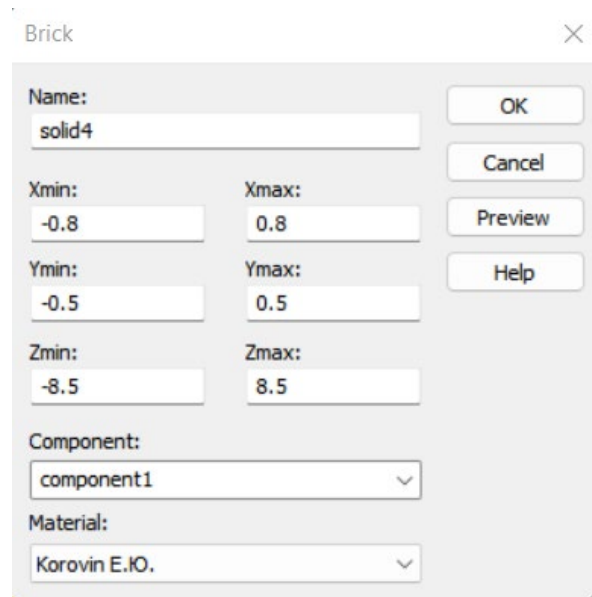 Brick
Name:
solid4
OK
Cancel
Xmin: Xmax:
-0.8 0.8
Preview
Ymin: Ymax:
Help
-0.5 0.5
Zmin: Zmax:
-8.5 8.5
Component:
component1
Material:
Korovin Е.Ю.